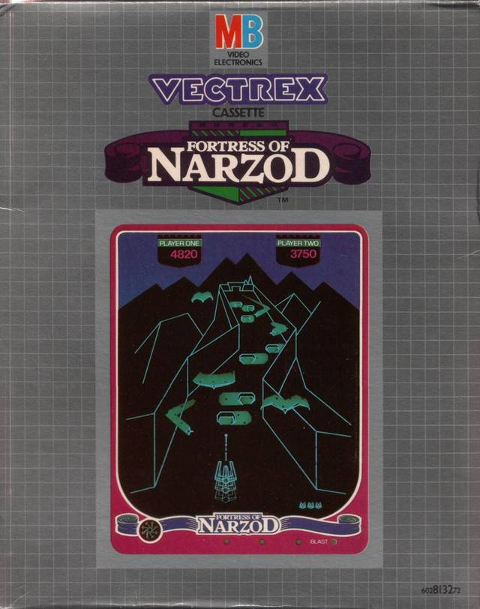 MB
VIDEO
ELECTRONICS
VECTREX
CASSETTE
FORTRESS OF
NARZOD
TM
PLAYER ONE
4820
PLAYER TWO
3750
FORTRESS OF
NARZOD
BLAST
602813272